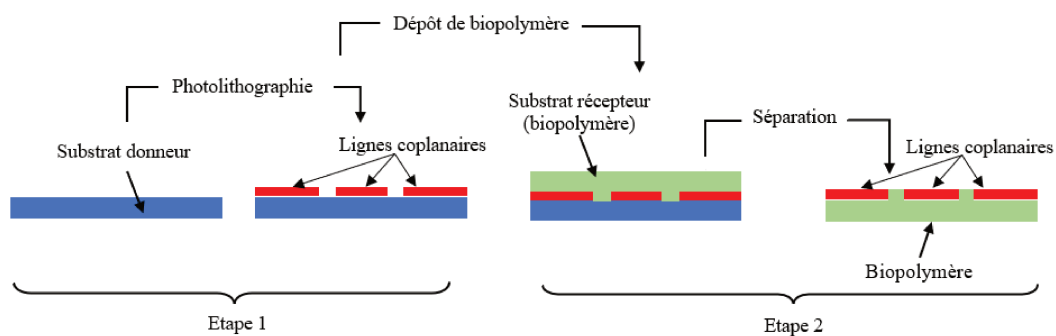 Dépôt de biopolymère
Photolithographie
Substrat donneur
Lignes coplanaires
Substrat récepteur
(biopolymère)
Séparation
Lignes coplanaires
Biopolymère
Etape 1
Etape 2